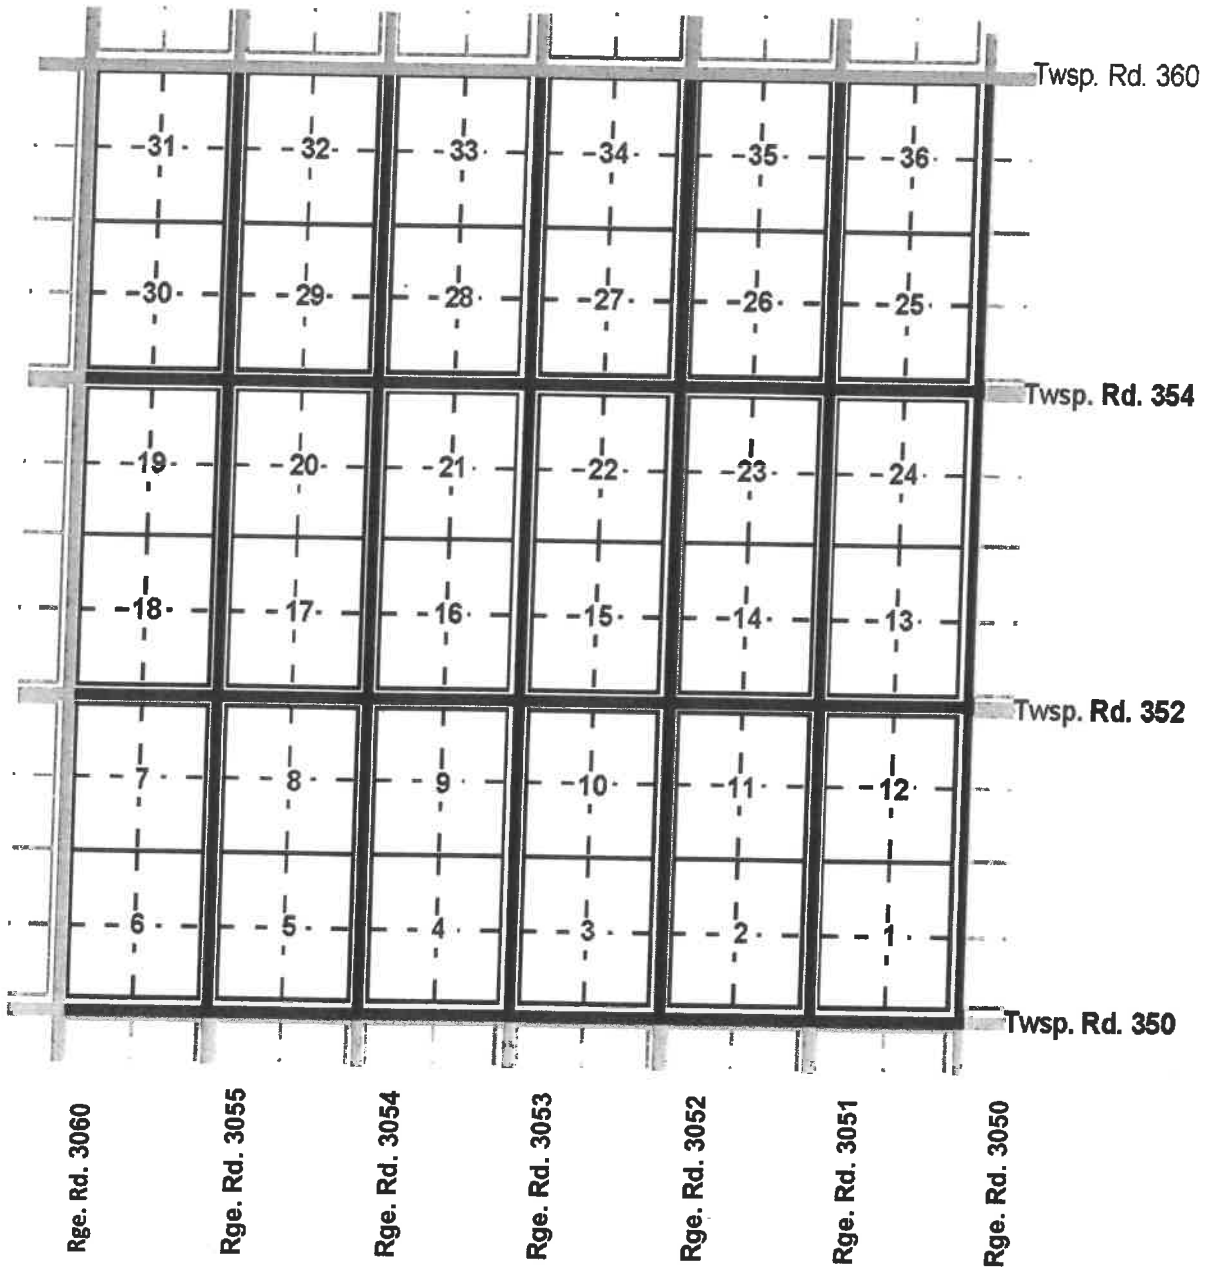 Twsp. Rd. 360
-31- -32- -33- -34- -35- -36-
-30- -29- -28- -27- -26- -25-
Twsp. Rd. 354
-19- -20- -21- -22- -23- -24-
-18- -17- -16- -15- -14- -13-
Twsp. Rd. 352
-7- -8- -9- -10- -11- -12-
-6- -5- -4- -3- -2- -1-
Twsp. Rd. 350
Rge. Rd. 3060
Rge. Rd. 3055
Rge. Rd. 3054
Rge. Rd. 3053
Rge. Rd. 3052
Rge. Rd. 3051
Rge. Rd. 3050